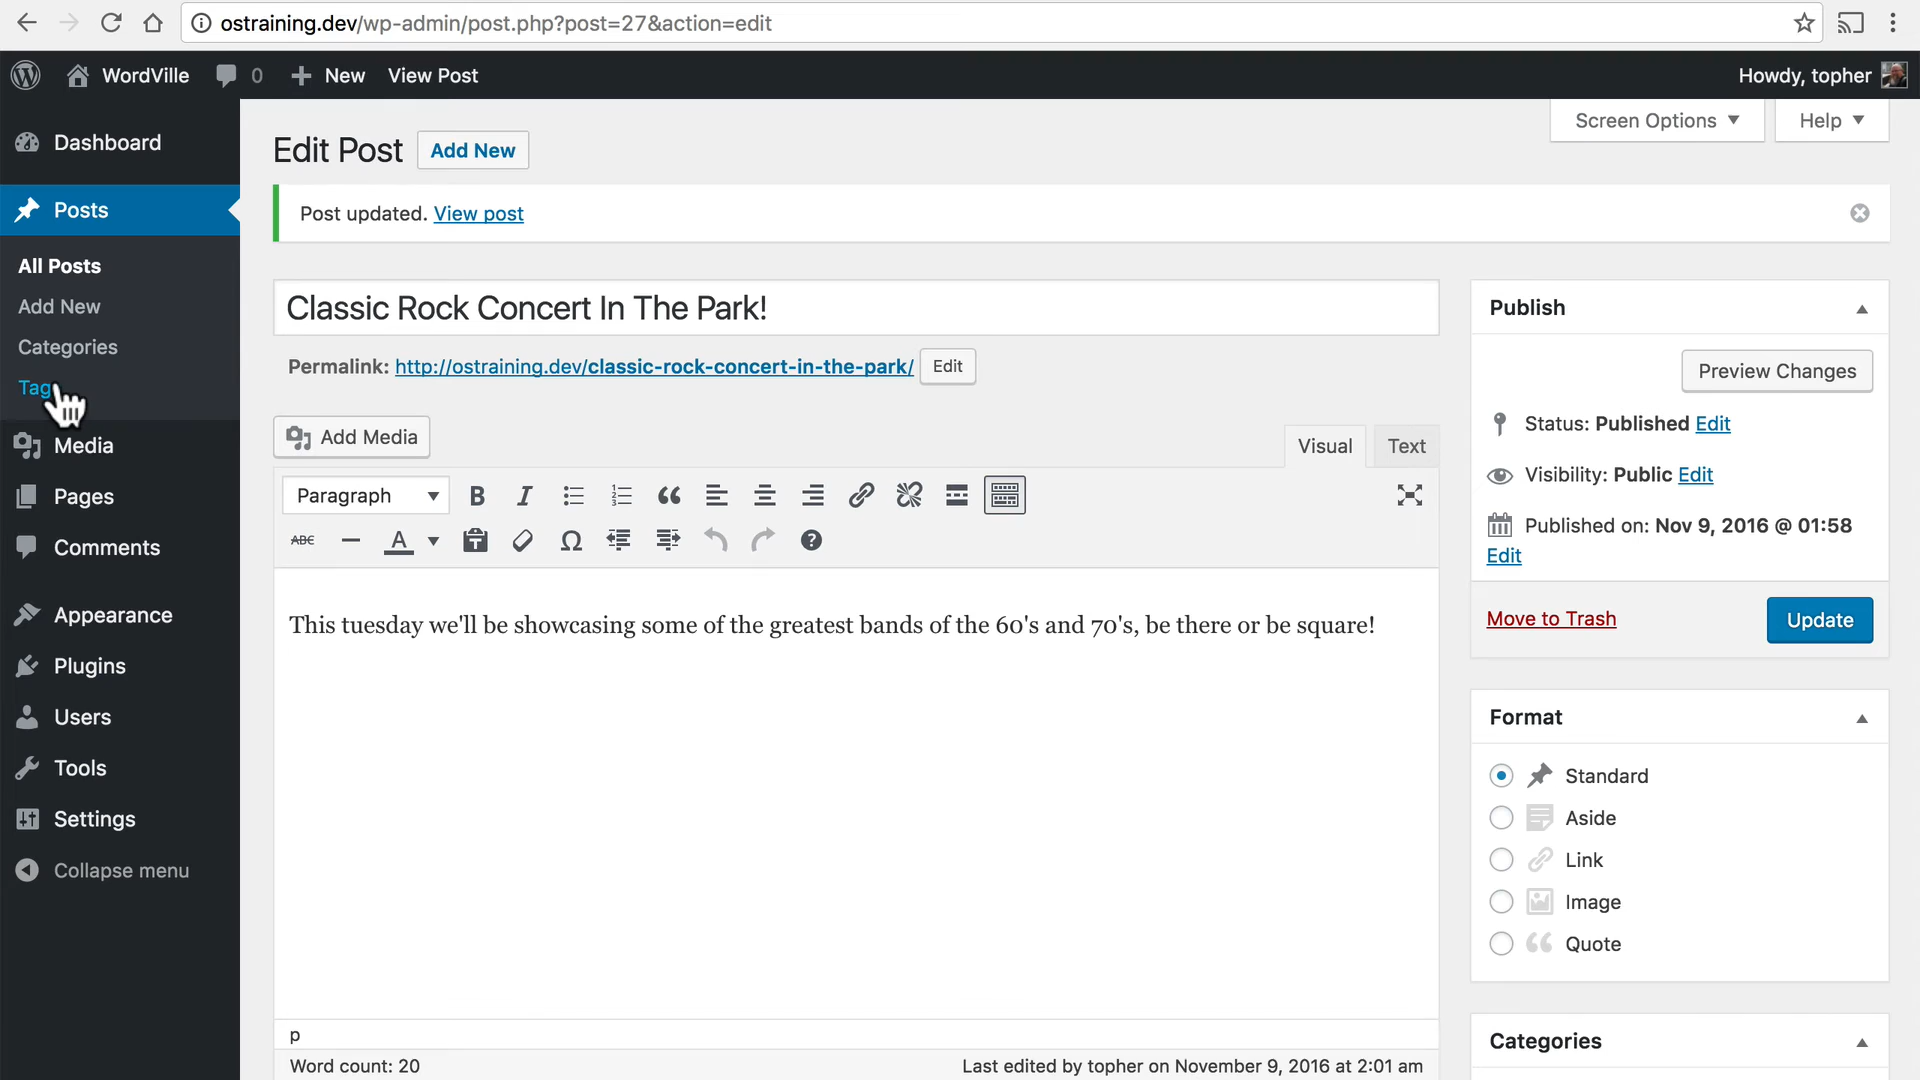 ostraining.dev/wp-admin/post.php?post=27&action=edit
WordVille 0 New View Post Howdy, topher
Screen Options Help
Dashboard
Posts
All Posts
Add New
Categories
Tag
Media
Pages
Comments
Appearance
Plugins
Users
Tools
Settings
Collapse menu
Edit Post Add New
Post updated. View post
Classic Rock Concert In The Park!
Permalink: http://ostraining.dev/classic-rock-concert-in-the-park/ Edit
Add Media
Visual Text
Paragraph B I
ABC A
This tuesday we'll be showcasing some of the greatest bands of the 60's and 70's, be there or be square!
p
Word count: 20 Last edited by topher on November 9, 2016 at 2:01 am
Publish
Preview Changes
Status: Published Edit
Visibility: Public Edit
Published on: Nov 9, 2016 @ 01:58
Edit
Move to Trash Update
Format
Standard
Aside
Link
Image
Quote
Categories